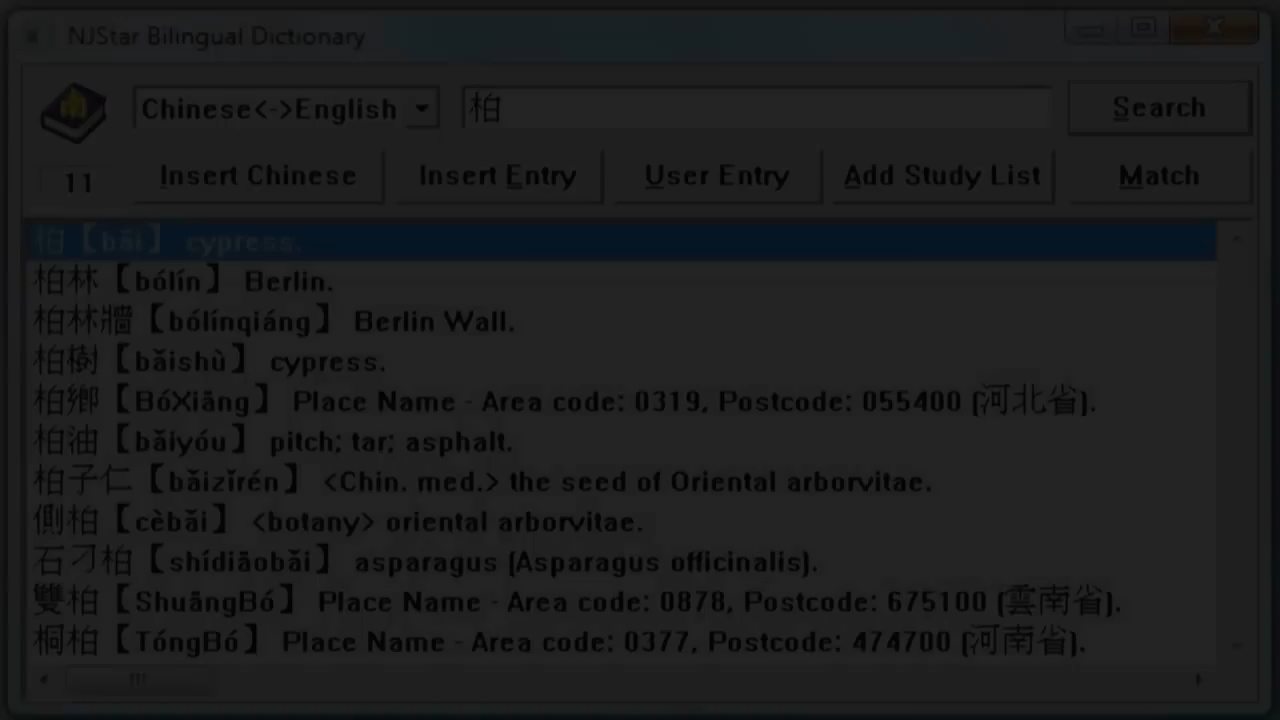 NJStar Bilingual Dictionary
Chinese<->English 柏 Search
11 Insert Chinese Insert Entry User Entry Add Study List Match
柏【bǎi】 cypress.
柏林【bólín】 Berlin.
柏林牆【bólínqiáng】 Berlin Wall.
柏樹【bǎishù】 cypress.
柏鄉【BóXiāng】 Place Name - Area code: 0319, Postcode: 055400 (河北省).
柏油【bǎiyóu】 pitch; tar; asphalt.
柏子仁【bǎizǐrén】 <Chin. med.> the seed of Oriental arborvitae.
側柏【cèbǎi】 <botany> oriental arborvitae.
石刁柏【shídiāobǎi】 asparagus (Asparagus officinalis).
雙柏【ShuāngBó】 Place Name - Area code: 0878, Postcode: 675100 (雲南省).
桐柏【TóngBó】 Place Name - Area code: 0377, Postcode: 474700 (河南省).